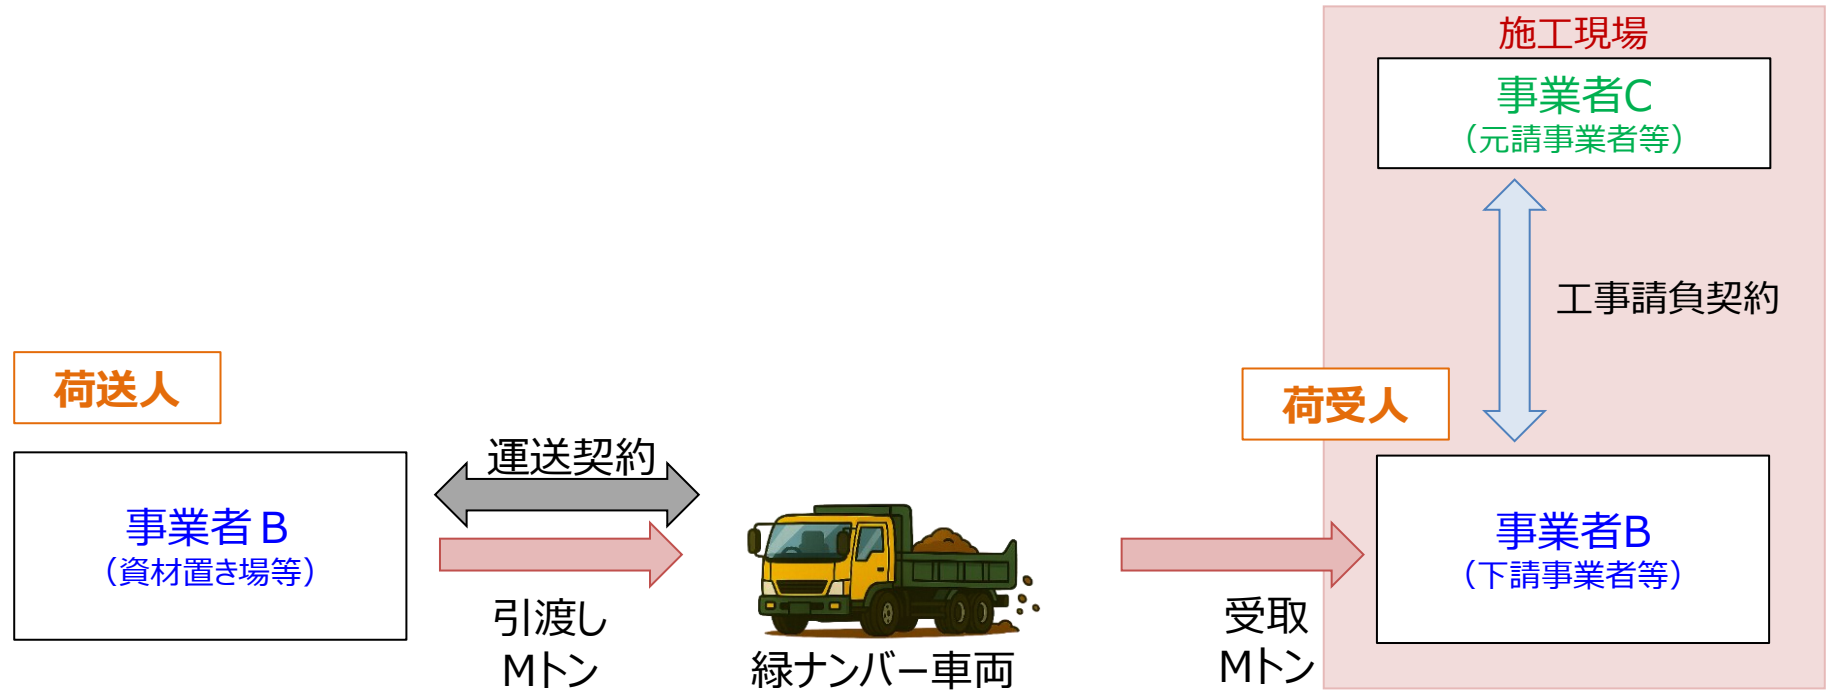 施工現場
事業者C
（元請事業者等）
工事請負契約
荷送人
荷受人
運送契約
事業者B
（資材置き場等）
事業者B
（下請事業者等）
引渡し
Mトン
緑ナンバー車両
受取
Mトン